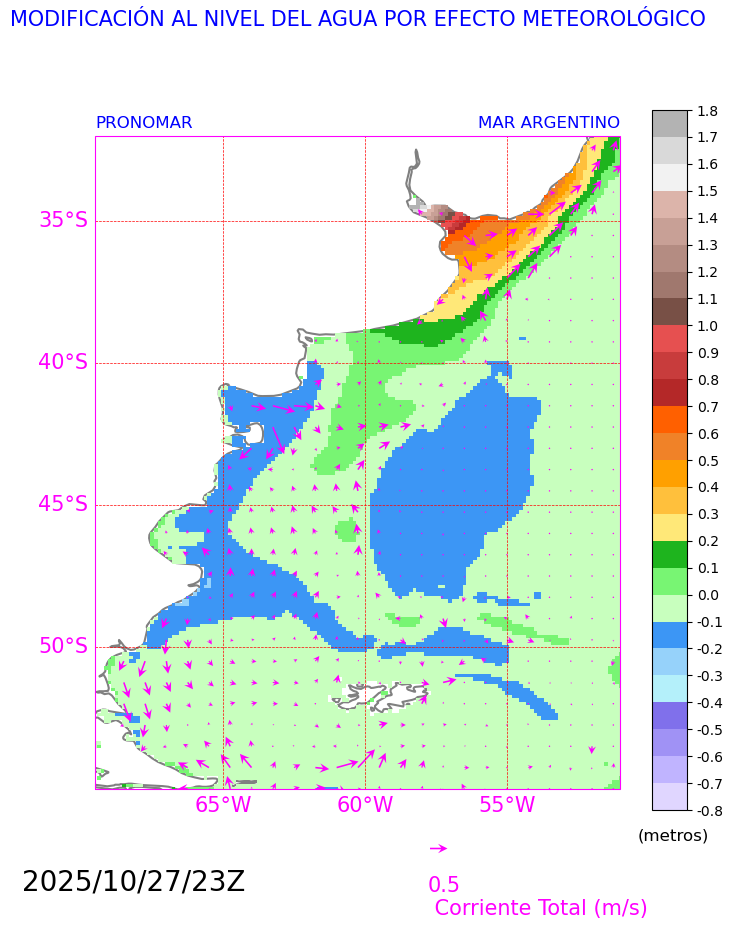 MODIFICACIÓN AL NIVEL DEL AGUA POR EFECTO METEOROLÓGICO
PRONOMAR MAR ARGENTINO
1.8
1.7
1.6
1.5
1.4
1.3
1.2
1.1
1.0
0.9
0.8
0.7
0.6
0.5
0.4
0.3
0.2
0.1
0.0
-0.1
-0.2
-0.3
-0.4
-0.5
-0.6
-0.7
-0.8
(metros)
35°S
40°S
45°S
50°S
65°W 60°W 55°W
2025/10/27/23Z
0.5
Corriente Total (m/s)